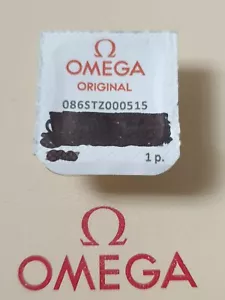 Ω
OMEGA
ORIGINAL
086STZ000515
1 p.
Ω
OMEGA